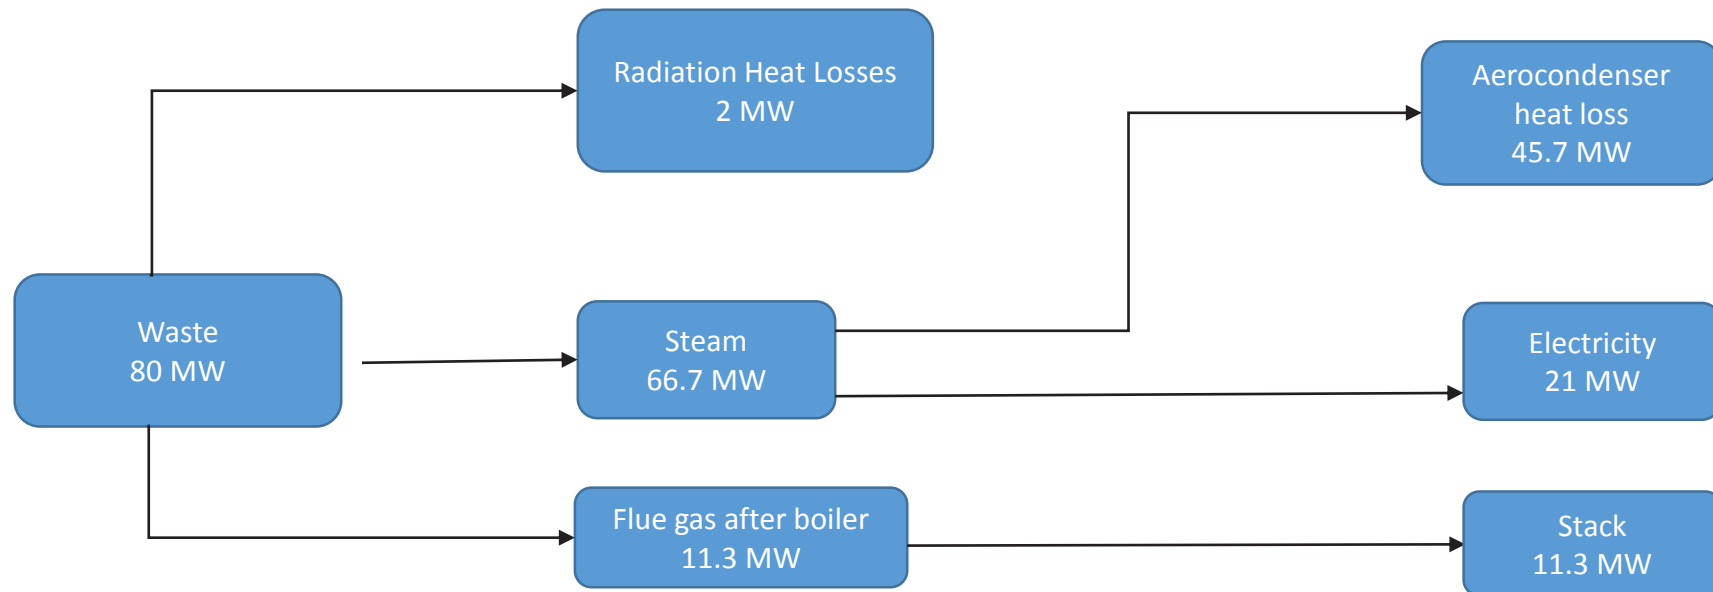 Radiation Heat Losses
2 MW
Aerocondenser
heat loss
45.7 MW
Waste
80 MW
Steam
66.7 MW
Electricity
21 MW
Flue gas after boiler
11.3 MW
Stack
11.3 MW